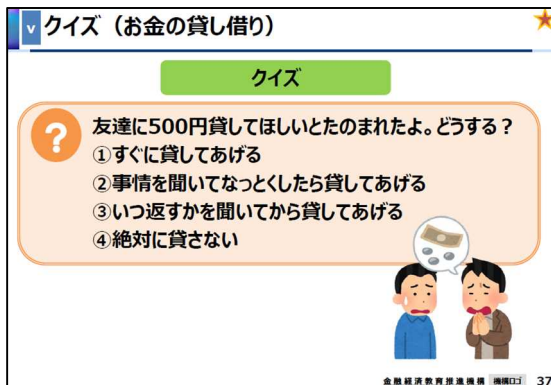 v クイズ（お金の貸し借り）
クイズ
? 友達に500円貸してほしいとたのまれたよ。どうする？
①すぐに貸してあげる
②事情を聞いてなっとくしたら貸してあげる
③いつ返すかを聞いてから貸してあげる
④絶対に貸さない
金融経済教育推進機構 機構ロゴ 37